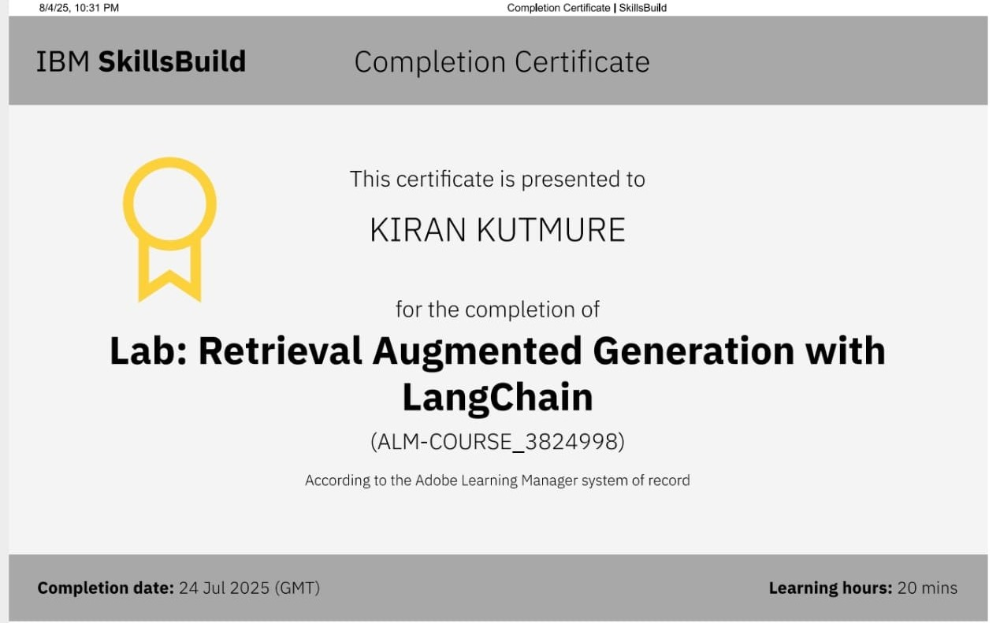 8/4/25, 10:31 PM
Completion Certificate | SkillsBuild
IBM SkillsBuild
Completion Certificate
This certificate is presented to
KIRAN KUTMURE
for the completion of
Lab: Retrieval Augmented Generation with
LangChain
(ALM-COURSE_3824998)
According to the Adobe Learning Manager system of record
Completion date: 24 Jul 2025 (GMT)
Learning hours: 20 mins